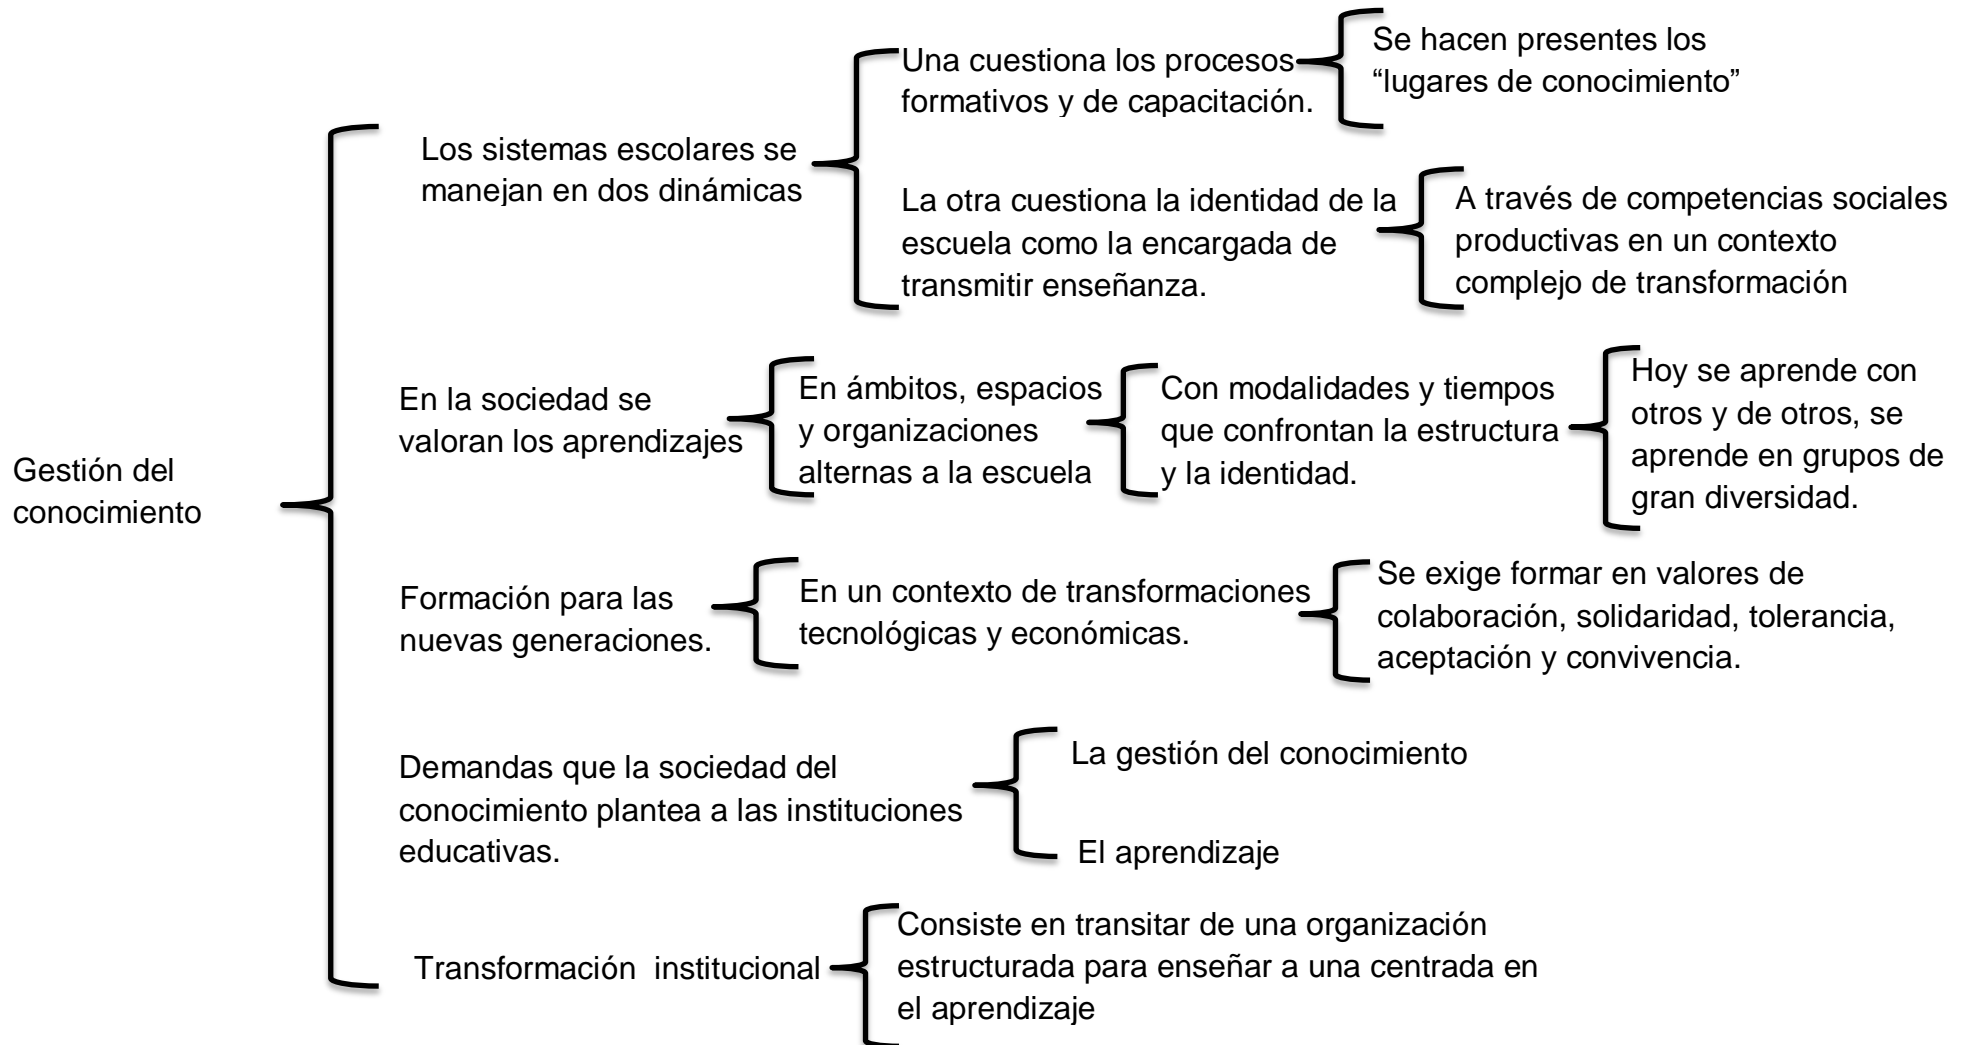 Gestión del
conocimiento
Los sistemas escolares se
manejan en dos dinámicas
Una cuestiona los procesos
formativos y de capacitación.
Se hacen presentes los
“lugares de conocimiento”
La otra cuestiona la identidad de la
escuela como la encargada de
transmitir enseñanza.
A través de competencias sociales
productivas en un contexto
complejo de transformación
En la sociedad se
valoran los aprendizajes
En ámbitos, espacios
y organizaciones
alternas a la escuela
Con modalidades y tiempos
que confrontan la estructura
y la identidad.
Hoy se aprende con
otros y de otros, se
aprende en grupos de
gran diversidad.
Formación para las
nuevas generaciones.
En un contexto de transformaciones
tecnológicas y económicas.
Se exige formar en valores de
colaboración, solidaridad, tolerancia,
aceptación y convivencia.
Demandas que la sociedad del
conocimiento plantea a las instituciones
educativas.
La gestión del conocimiento
El aprendizaje
Transformación  institucional
Consiste en transitar de una organización
estructurada para enseñar a una centrada en
el aprendizaje